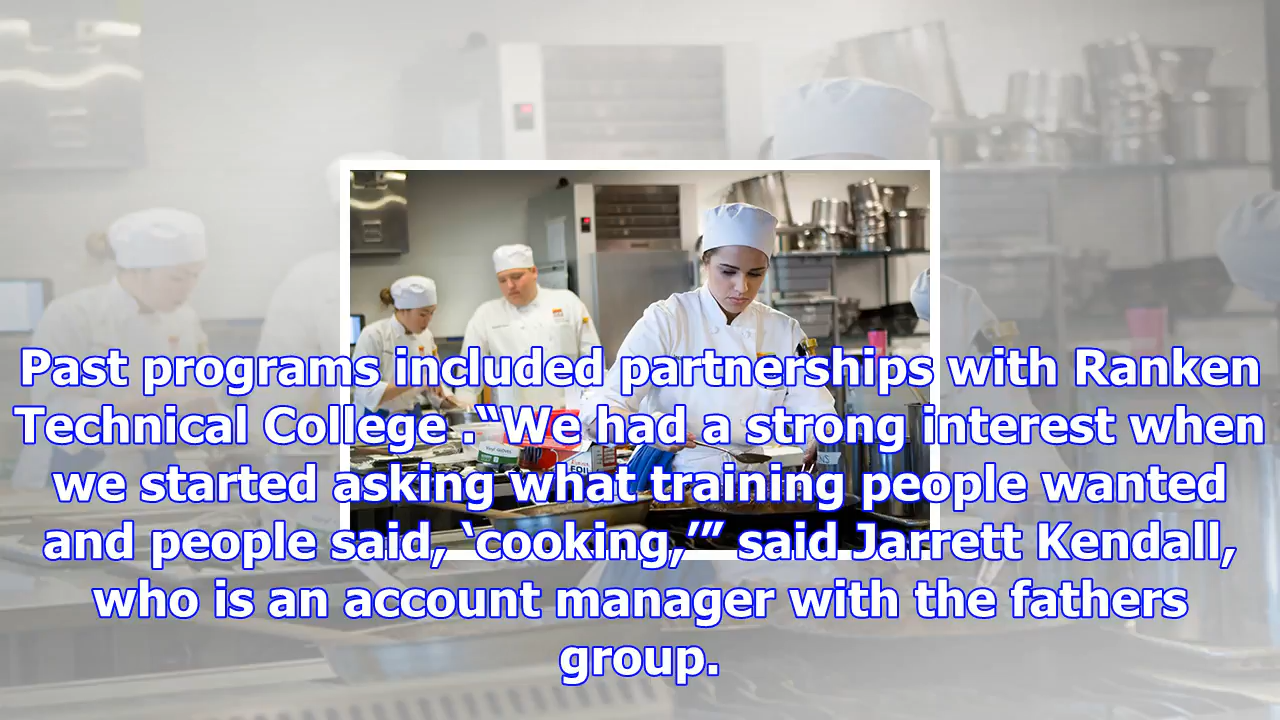 Past programs included partnerships with Ranken
Technical College .“We had a strong interest when
we started asking what training people wanted
and people said, ‘cooking,’” said Jarrett Kendall,
who is an account manager with the fathers
group.
FOIL